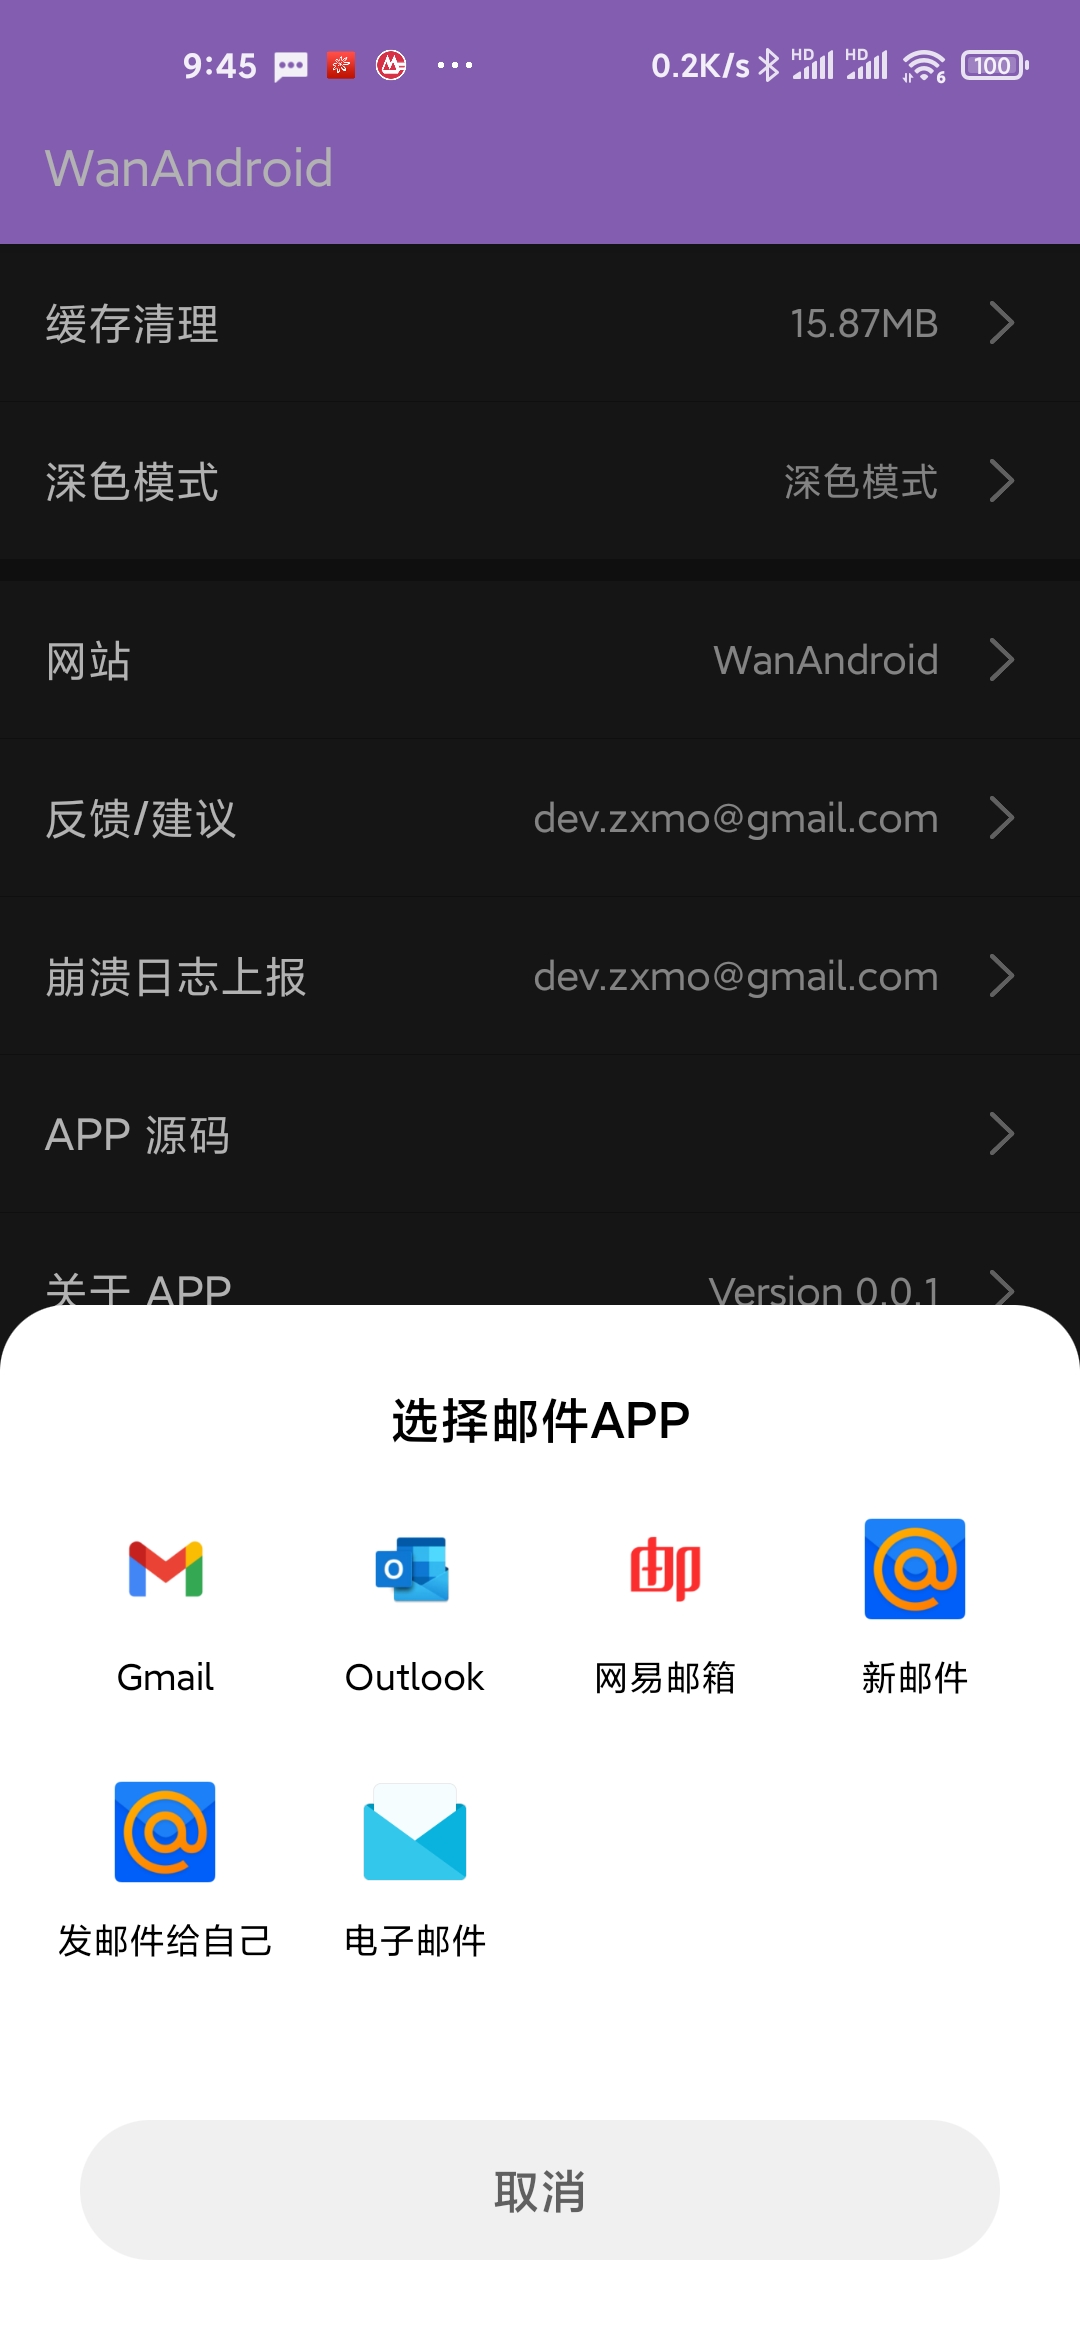 9:45 0.2K/s HD HD 6 100
WanAndroid
缓存清理 15.87MB
深色模式 深色模式
网站 WanAndroid
反馈/建议 dev.zxmo@gmail.com
崩溃日志上报 dev.zxmo@gmail.com
APP 源码
关于 APP Version 0.0.1
选择邮件APP
Gmail Outlook 网易邮箱 新邮件
发邮件给自己 电子邮件
取消